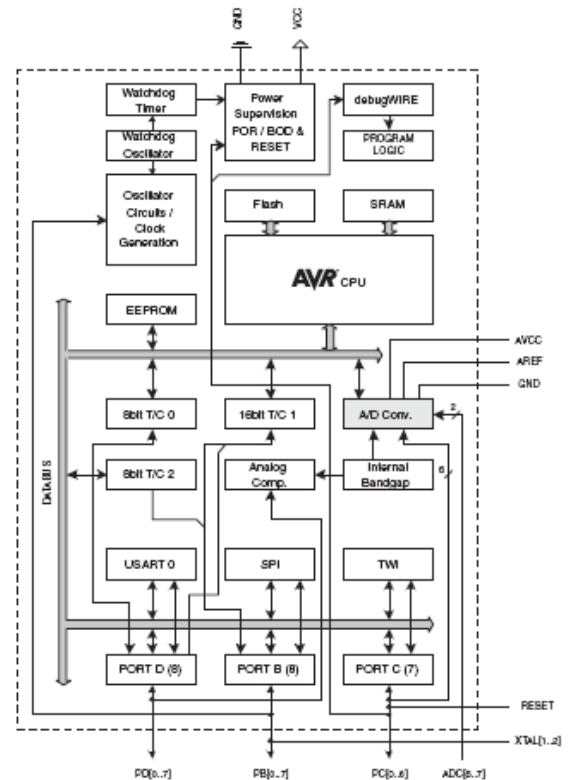 GND
VCC
Watchdog
Timer
Power
Supervision
POR / BOD &
RESET
debugWIRE
Watchdog
Oscillator
PROGRAM
LOGIC
Oscillator
Circuits /
Clock
Generation
Flash
SRAM
AVR CPU
EEPROM
AVCC
AREF
GND
8bit T/C 0
16bit T/C 1
A/D Conv.
2
DATABUS
8bit T/C 2
Analog
Comp.
Internal
Bandgap
6
USART 0
SPI
TWI
PORT D (8)
PORT B (8)
PORT C (7)
RESET
XTAL[1..2]
PD[0..7]
PB[0..7]
PC[0..6]
ADC[6..7]